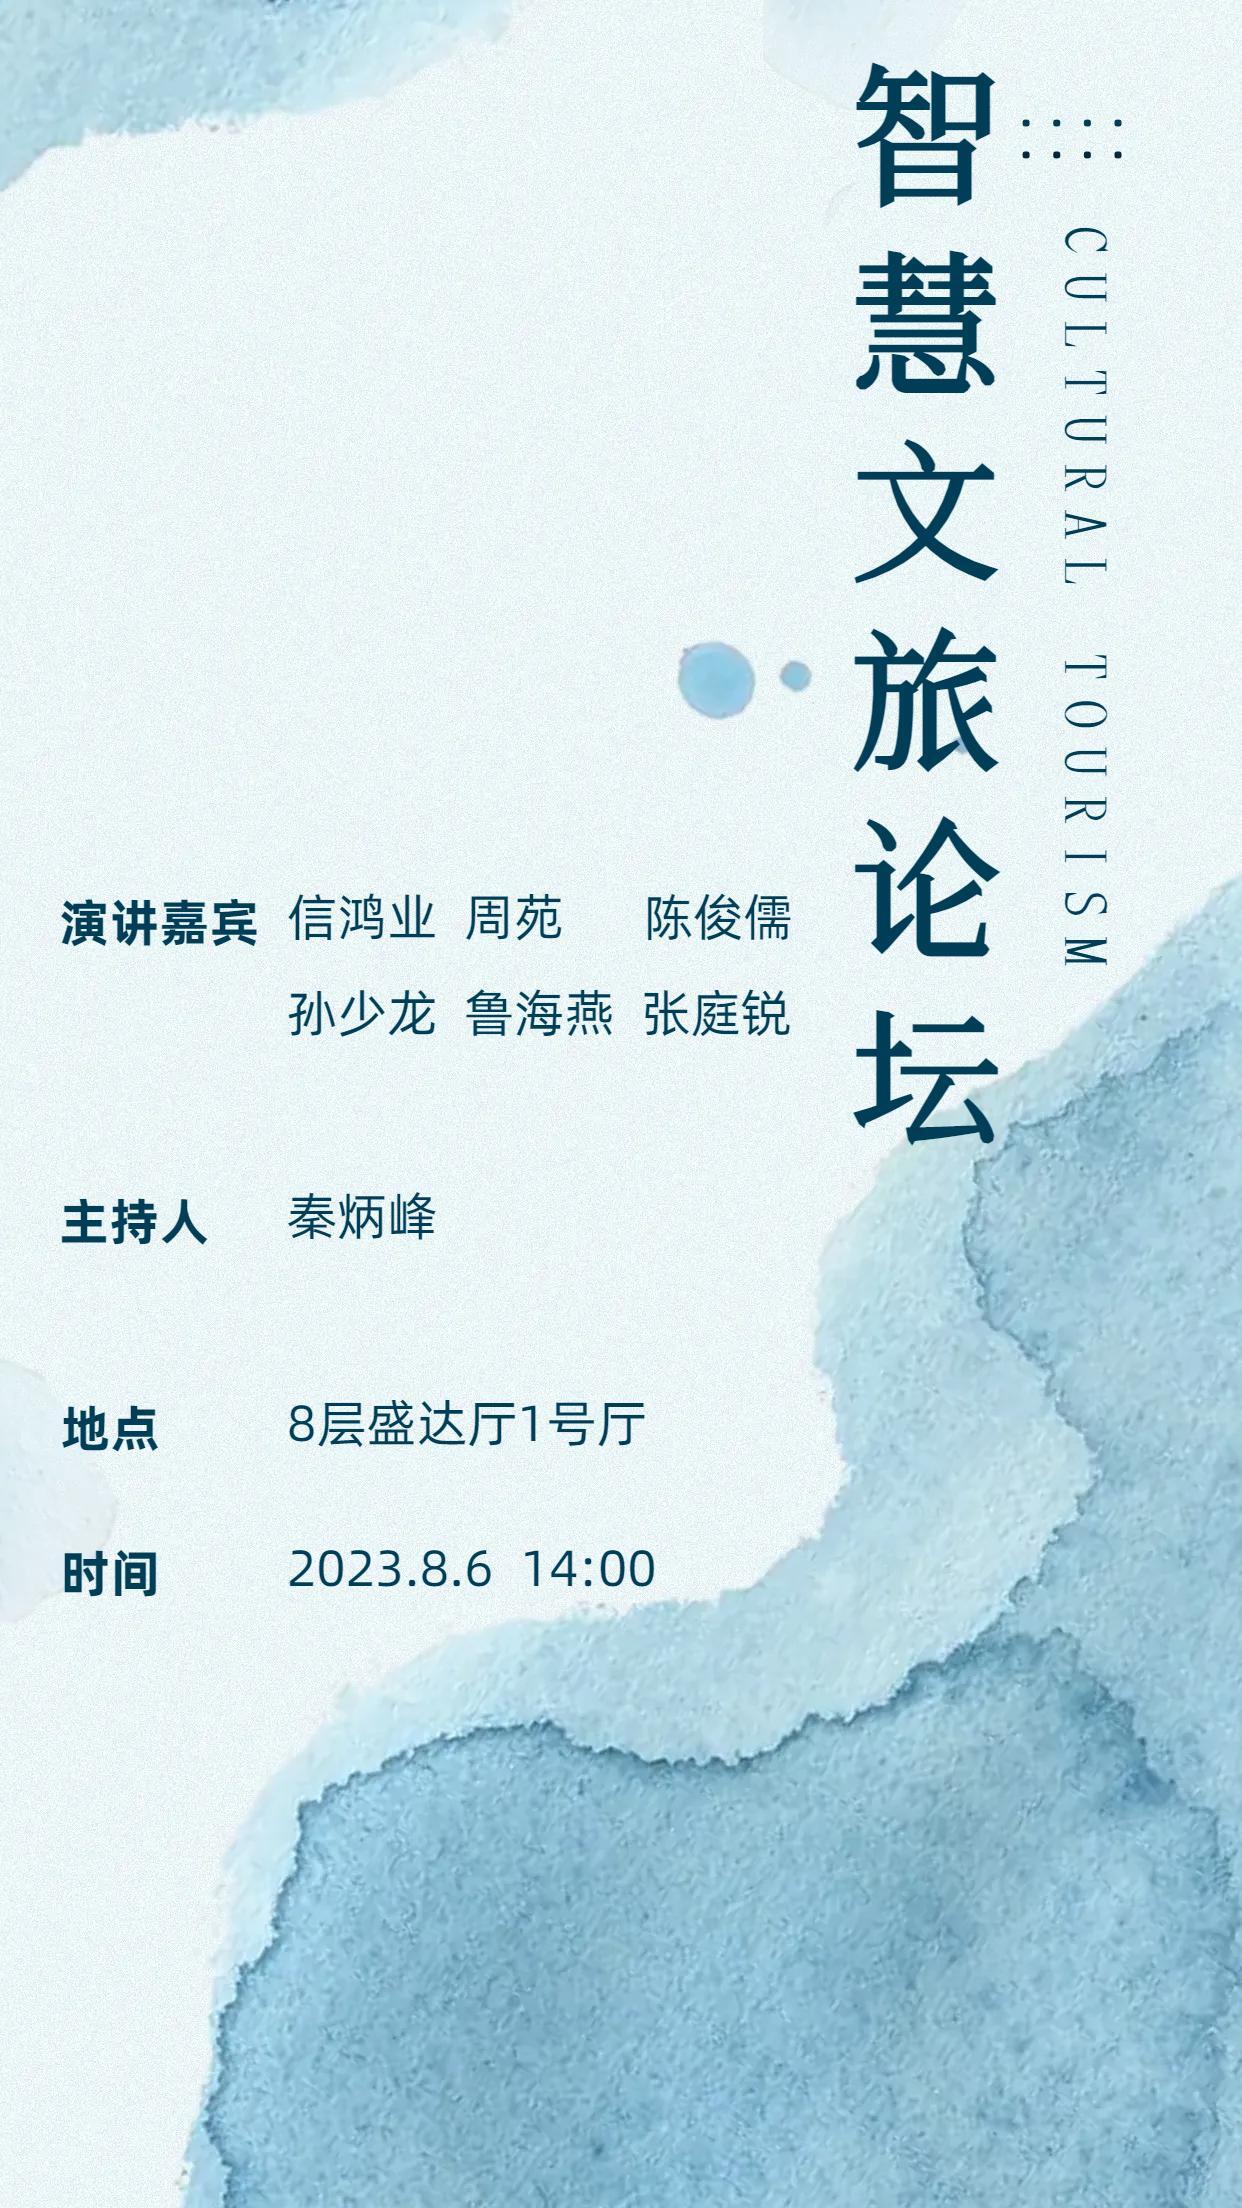 智慧文旅论坛
CULTURAL TOURISM
演讲嘉宾 信鸿业 周苑 陈俊儒
孙少龙 鲁海燕 张庭锐
主持人 秦炳峰
地点 8层盛达厅1号厅
时间 2023.8.6 14:00